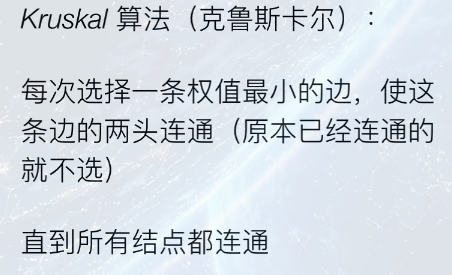 Kruskal 算法（克鲁斯卡尔）：
每次选择一条权值最小的边，使这
条边的两头连通（原本已经连通的
就不选）
直到所有结点都连通